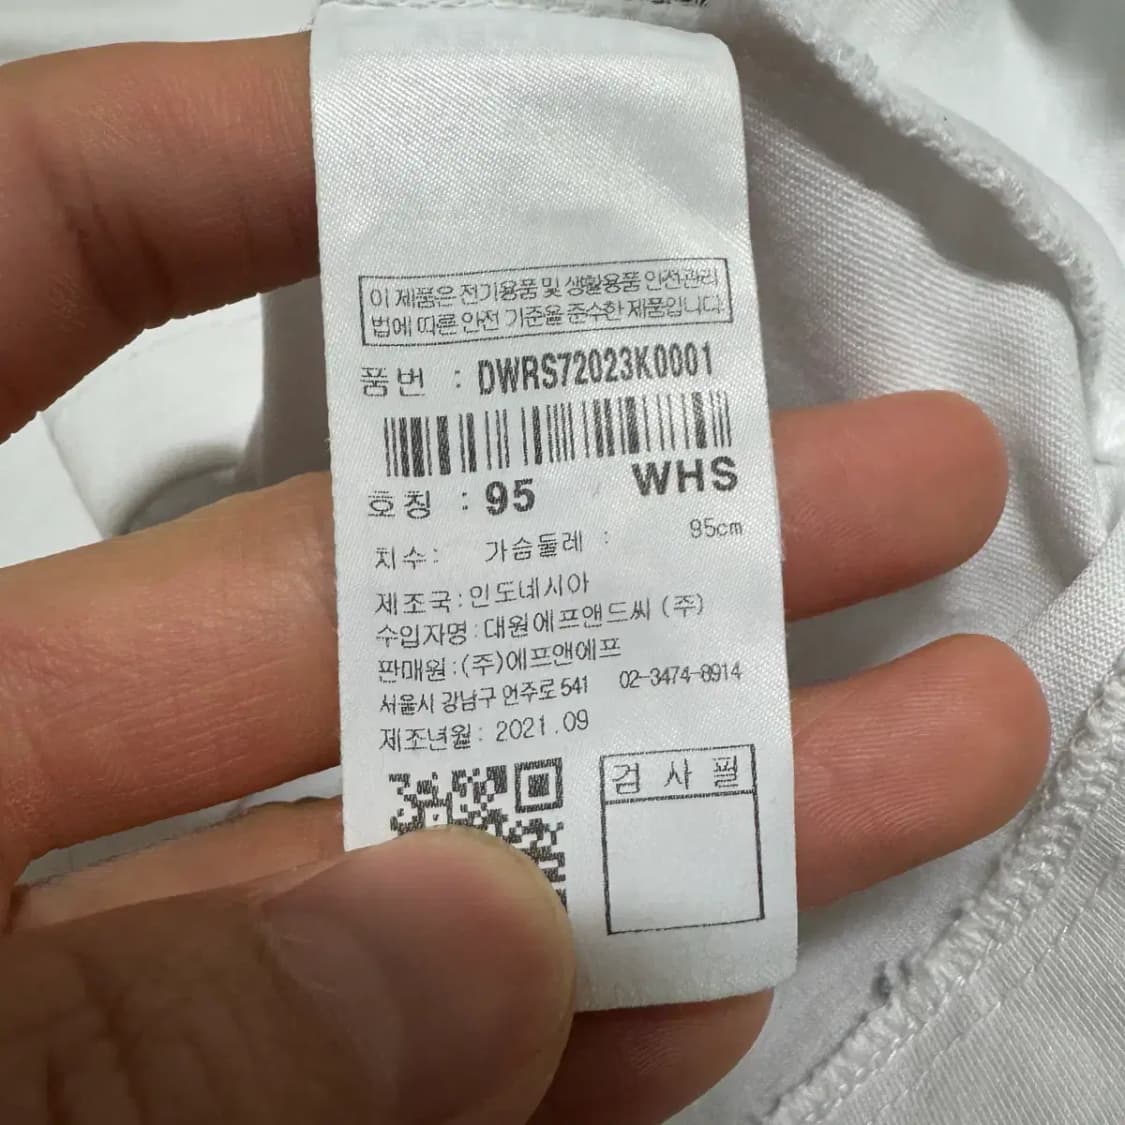 이 제품은 전기용품 및 생활용품 안전관리
법에 따른 안전 기준을 준수한 제품입니다.
품번 : DWRS72023K0001
호칭 : 95 WHS
치수: 가슴둘레 : 95cm
제조국:인도네시아
수입자명:대원에프앤드씨 (주)
판매원:(주)에프앤에프
서울시 강남구 언주로 541 02-3474-8914
제조년월: 2021.09
검 사 필